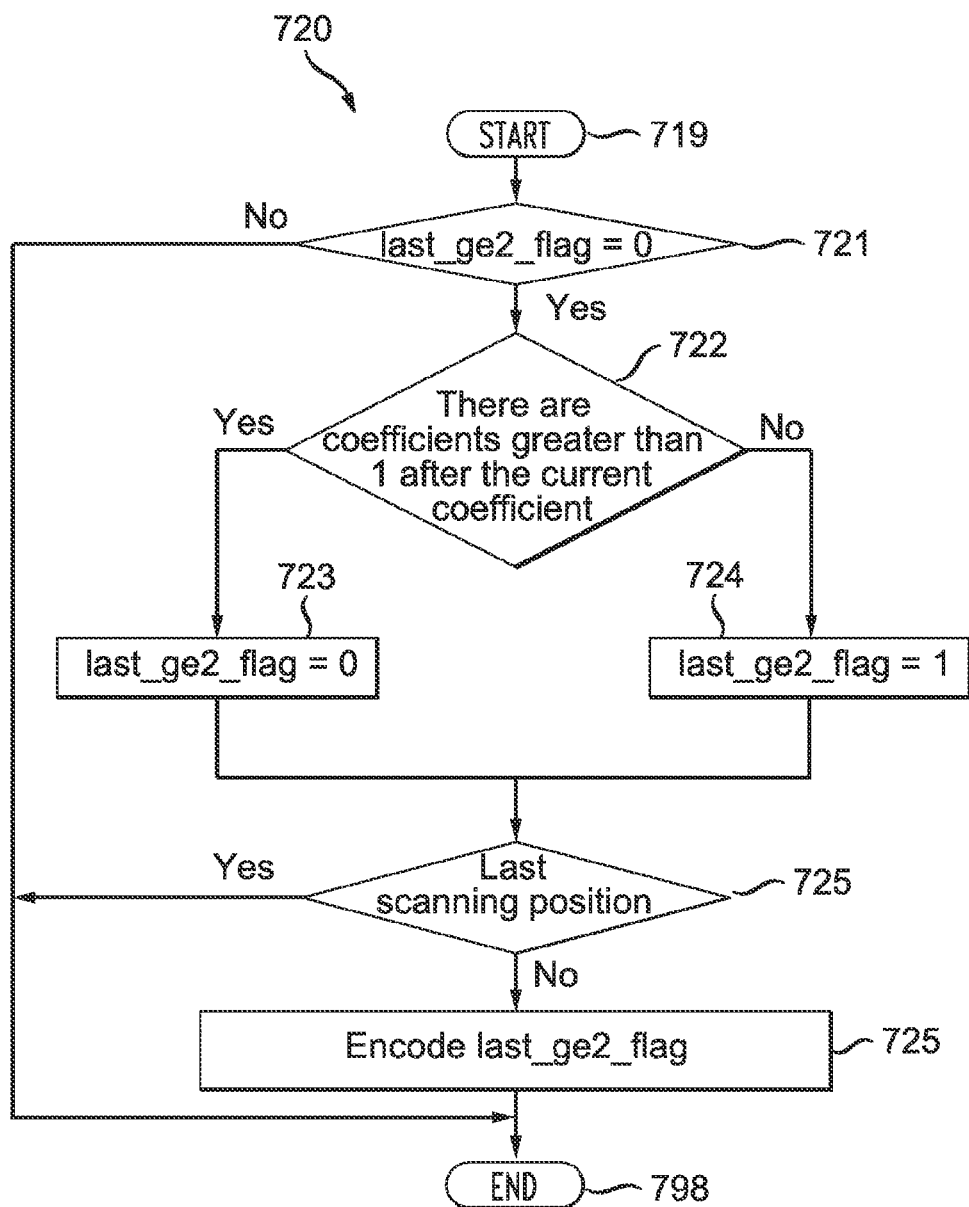 720
START
719
No
last_ge2_flag = 0
721
Yes
722
Yes
There are
coefficients greater than
1 after the current
coefficient
No
723
724
last_ge2_flag = 0
last_ge2_flag = 1
Yes
Last
scanning position
725
No
Encode last_ge2_flag
725
END
798